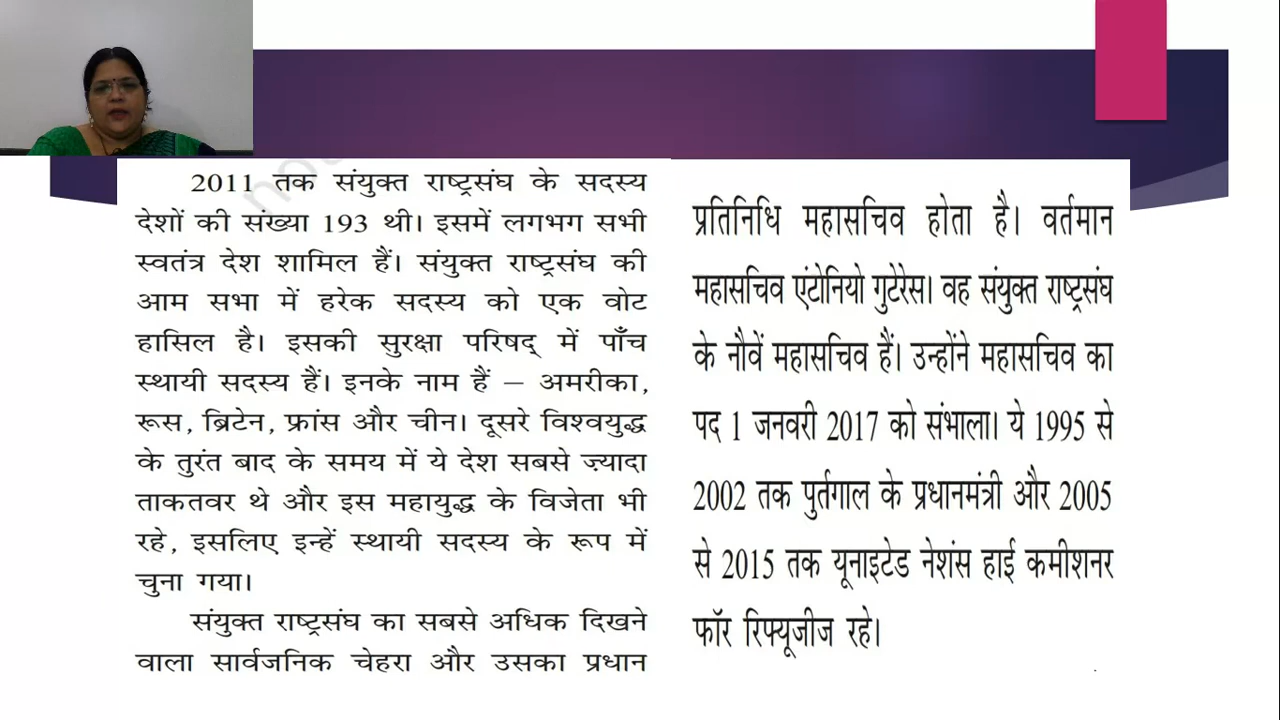 2011 तक संयुक्त राष्ट्रसंघ के सदस्य
देशों की संख्या 193 थी। इसमें लगभग सभी
स्वतंत्र देश शामिल हैं। संयुक्त राष्ट्रसंघ की
आम सभा में हरेक सदस्य को एक वोट
हासिल है। इसकी सुरक्षा परिषद् में पाँच
स्थायी सदस्य हैं। इनके नाम हैं – अमरीका,
रूस, ब्रिटेन, फ्रांस और चीन। दूसरे विश्वयुद्ध
के तुरंत बाद के समय में ये देश सबसे ज़्यादा
ताकतवर थे और इस महायुद्ध के विजेता भी
रहे, इसलिए इन्हें स्थायी सदस्य के रूप में
चुना गया।
संयुक्त राष्ट्रसंघ का सबसे अधिक दिखने
वाला सार्वजनिक चेहरा और उसका प्रधान
प्रतिनिधि महासचिव होता है। वर्तमान
महासचिव एंटोनियो गुटेरेस। वह संयुक्त राष्ट्रसंघ
के नौवें महासचिव हैं। उन्होंने महासचिव का
पद 1 जनवरी 2017 को संभाला। ये 1995 से
2002 तक पुर्तगाल के प्रधानमंत्री और 2005
से 2015 तक यूनाइटेड नेशंस हाई कमीशनर
फॉर रिफ्यूजीज रहे।